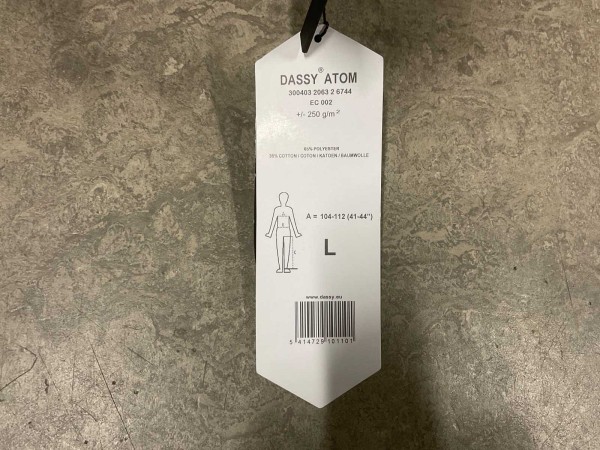 DASSY® ATOM
300403 2063 2 6744
EC 002
+/- 250 g/m²
65% POLYESTER
35% COTTON / COTON / KATOEN / BAUMWOLLE
A = 104-112 (41-44")
L
www.dassy.eu
5 414729 101101